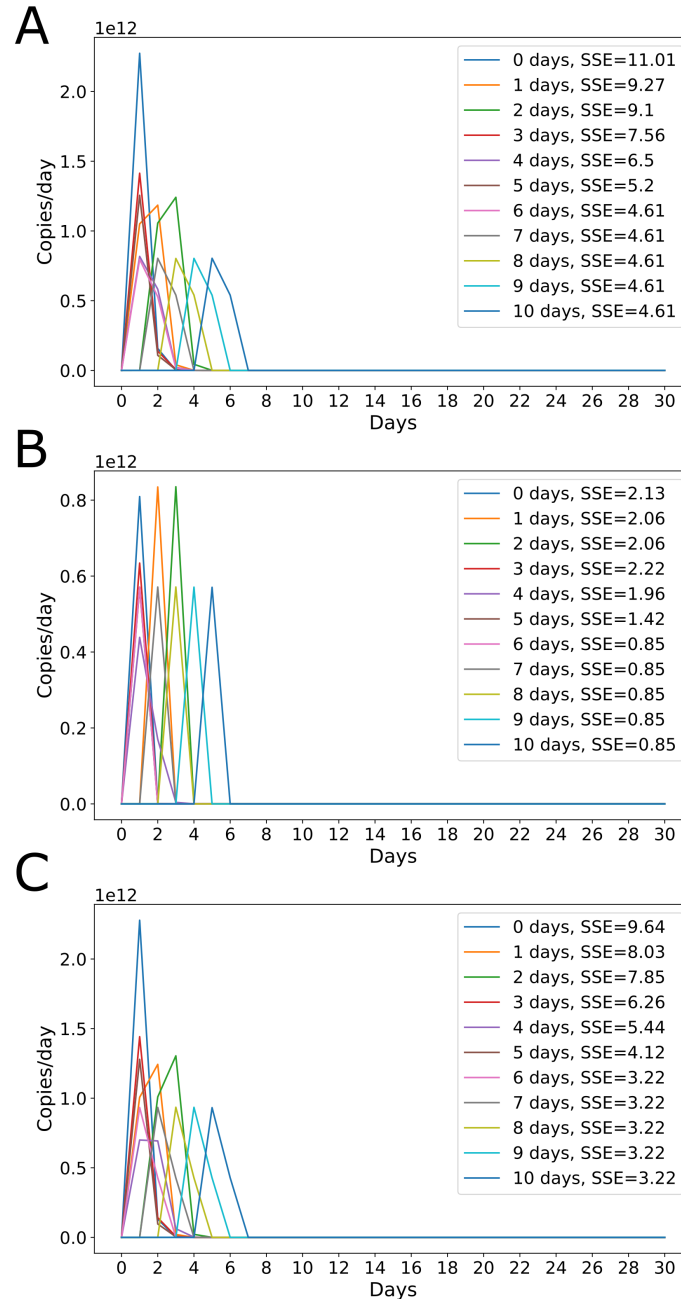 A
1e12
2.0
1.5
1.0
0.5
0.0
Copies/day
0 days, SSE=11.01
1 days, SSE=9.27
2 days, SSE=9.1
3 days, SSE=7.56
4 days, SSE=6.5
5 days, SSE=5.2
6 days, SSE=4.61
7 days, SSE=4.61
8 days, SSE=4.61
9 days, SSE=4.61
10 days, SSE=4.61
0 2 4 6 8 10 12 14 16 18 20 22 24 26 28 30
Days
B
1e12
0.8
0.6
0.4
0.2
0.0
Copies/day
0 days, SSE=2.13
1 days, SSE=2.06
2 days, SSE=2.06
3 days, SSE=2.22
4 days, SSE=1.96
5 days, SSE=1.42
6 days, SSE=0.85
7 days, SSE=0.85
8 days, SSE=0.85
9 days, SSE=0.85
10 days, SSE=0.85
0 2 4 6 8 10 12 14 16 18 20 22 24 26 28 30
Days
C
1e12
2.0
1.5
1.0
0.5
0.0
Copies/day
0 days, SSE=9.64
1 days, SSE=8.03
2 days, SSE=7.85
3 days, SSE=6.26
4 days, SSE=5.44
5 days, SSE=4.12
6 days, SSE=3.22
7 days, SSE=3.22
8 days, SSE=3.22
9 days, SSE=3.22
10 days, SSE=3.22
0 2 4 6 8 10 12 14 16 18 20 22 24 26 28 30
Days